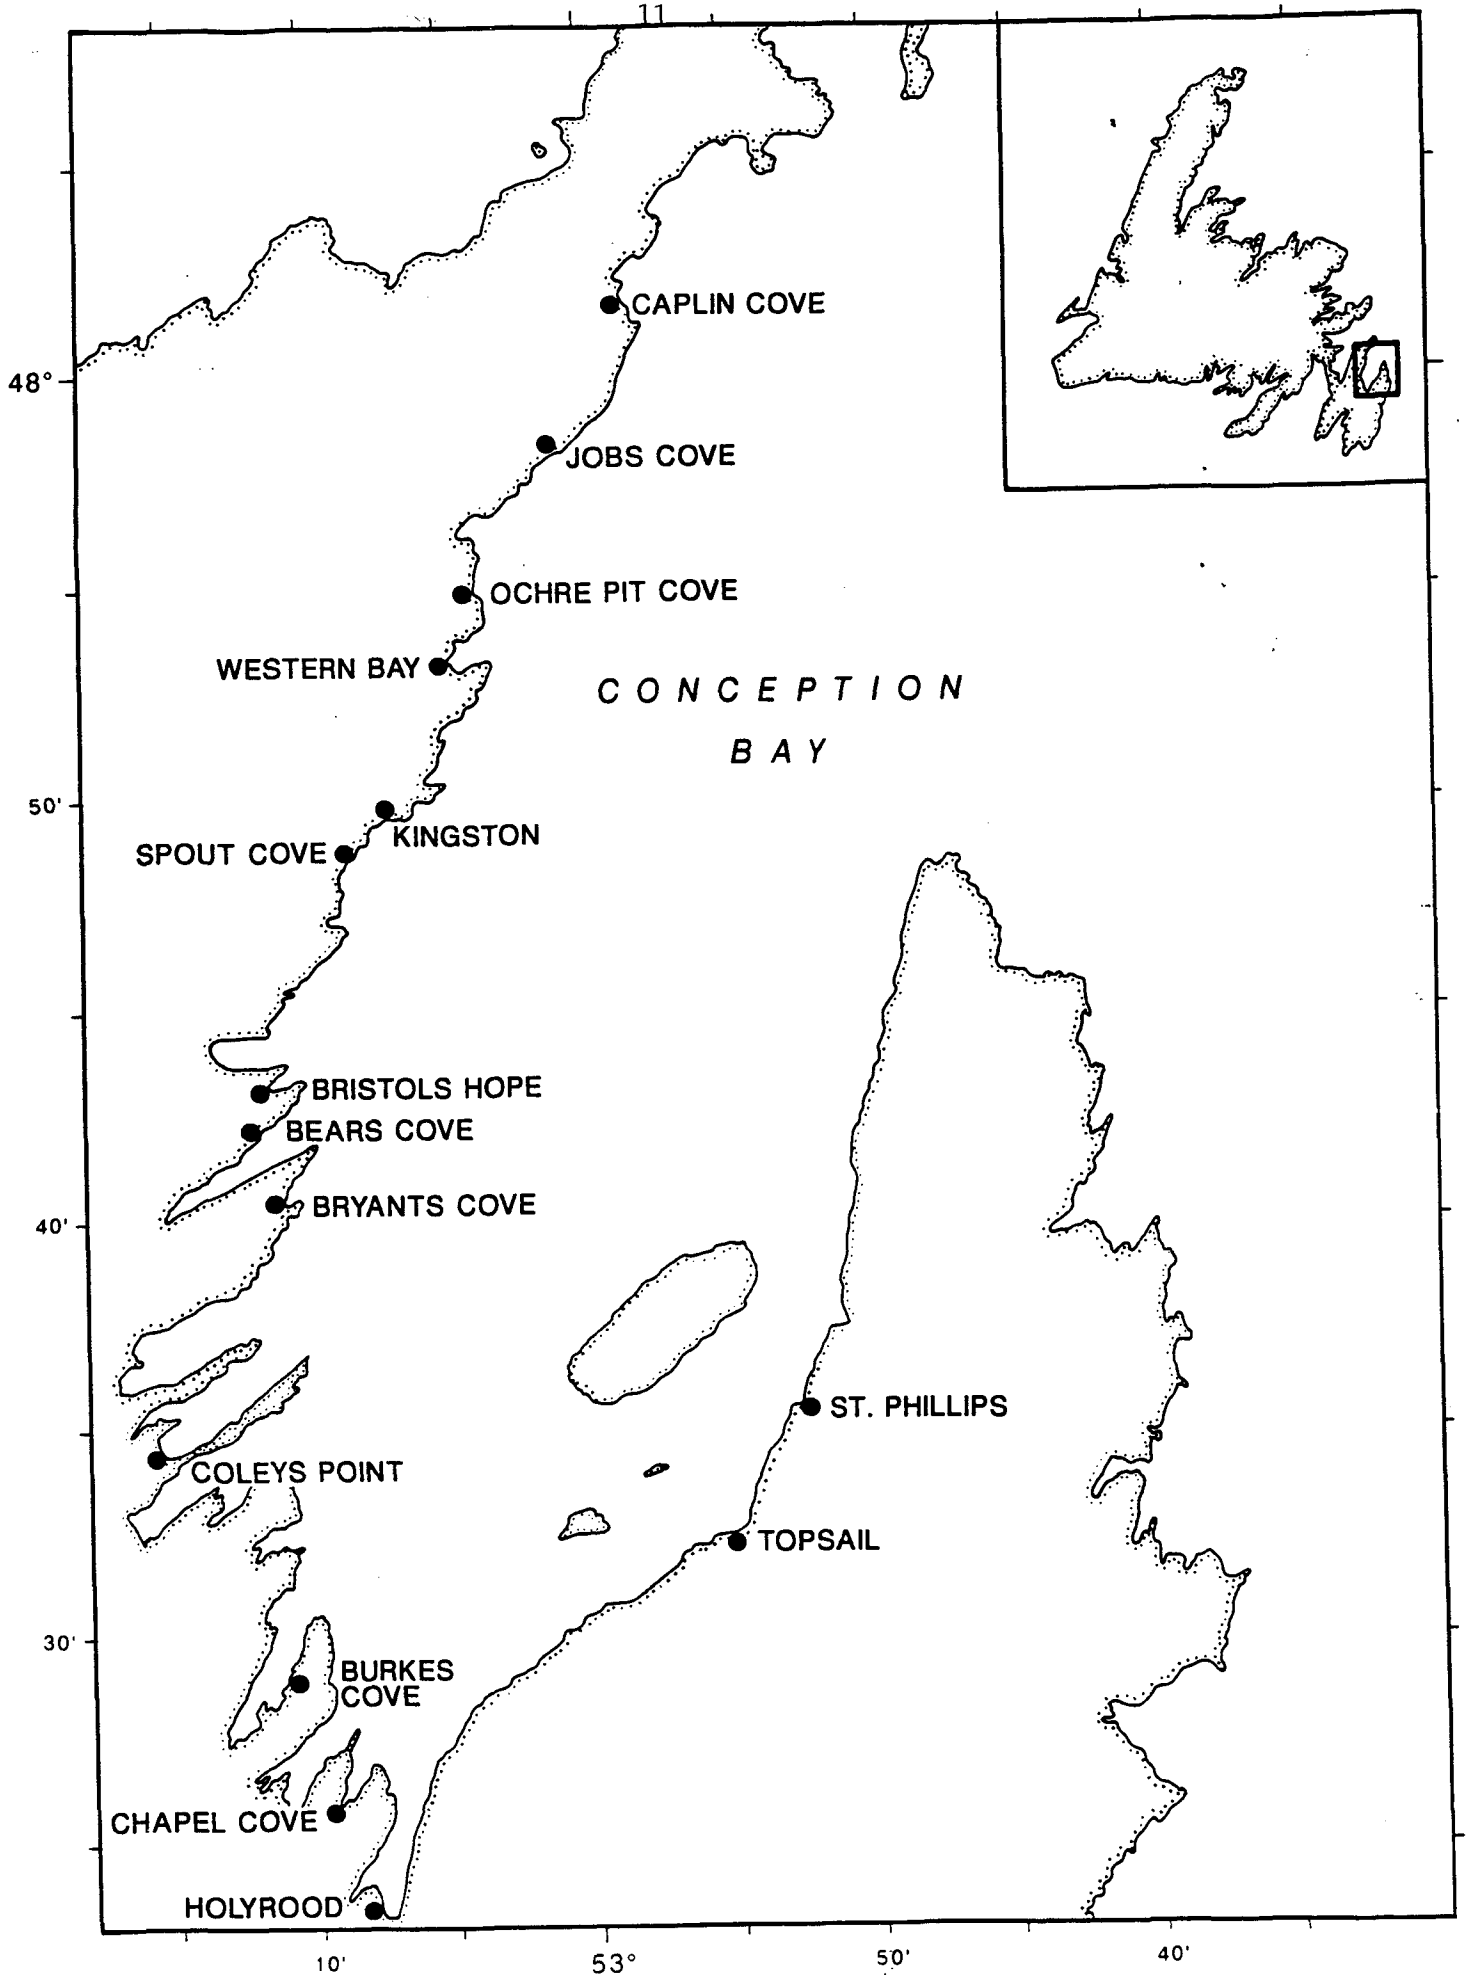 11
CAPLIN COVE
48°
JOBS COVE
OCHRE PIT COVE
WESTERN BAY
CONCEPTION
BAY
50'
KINGSTON
SPOUT COVE
BRISTOLS HOPE
BEARS COVE
BRYANTS COVE
40'
ST. PHILLIPS
COLEYS POINT
TOPSAIL
30'
BURKES
COVE
CHAPEL COVE
HOLYROOD
10'
53°
50'
40'